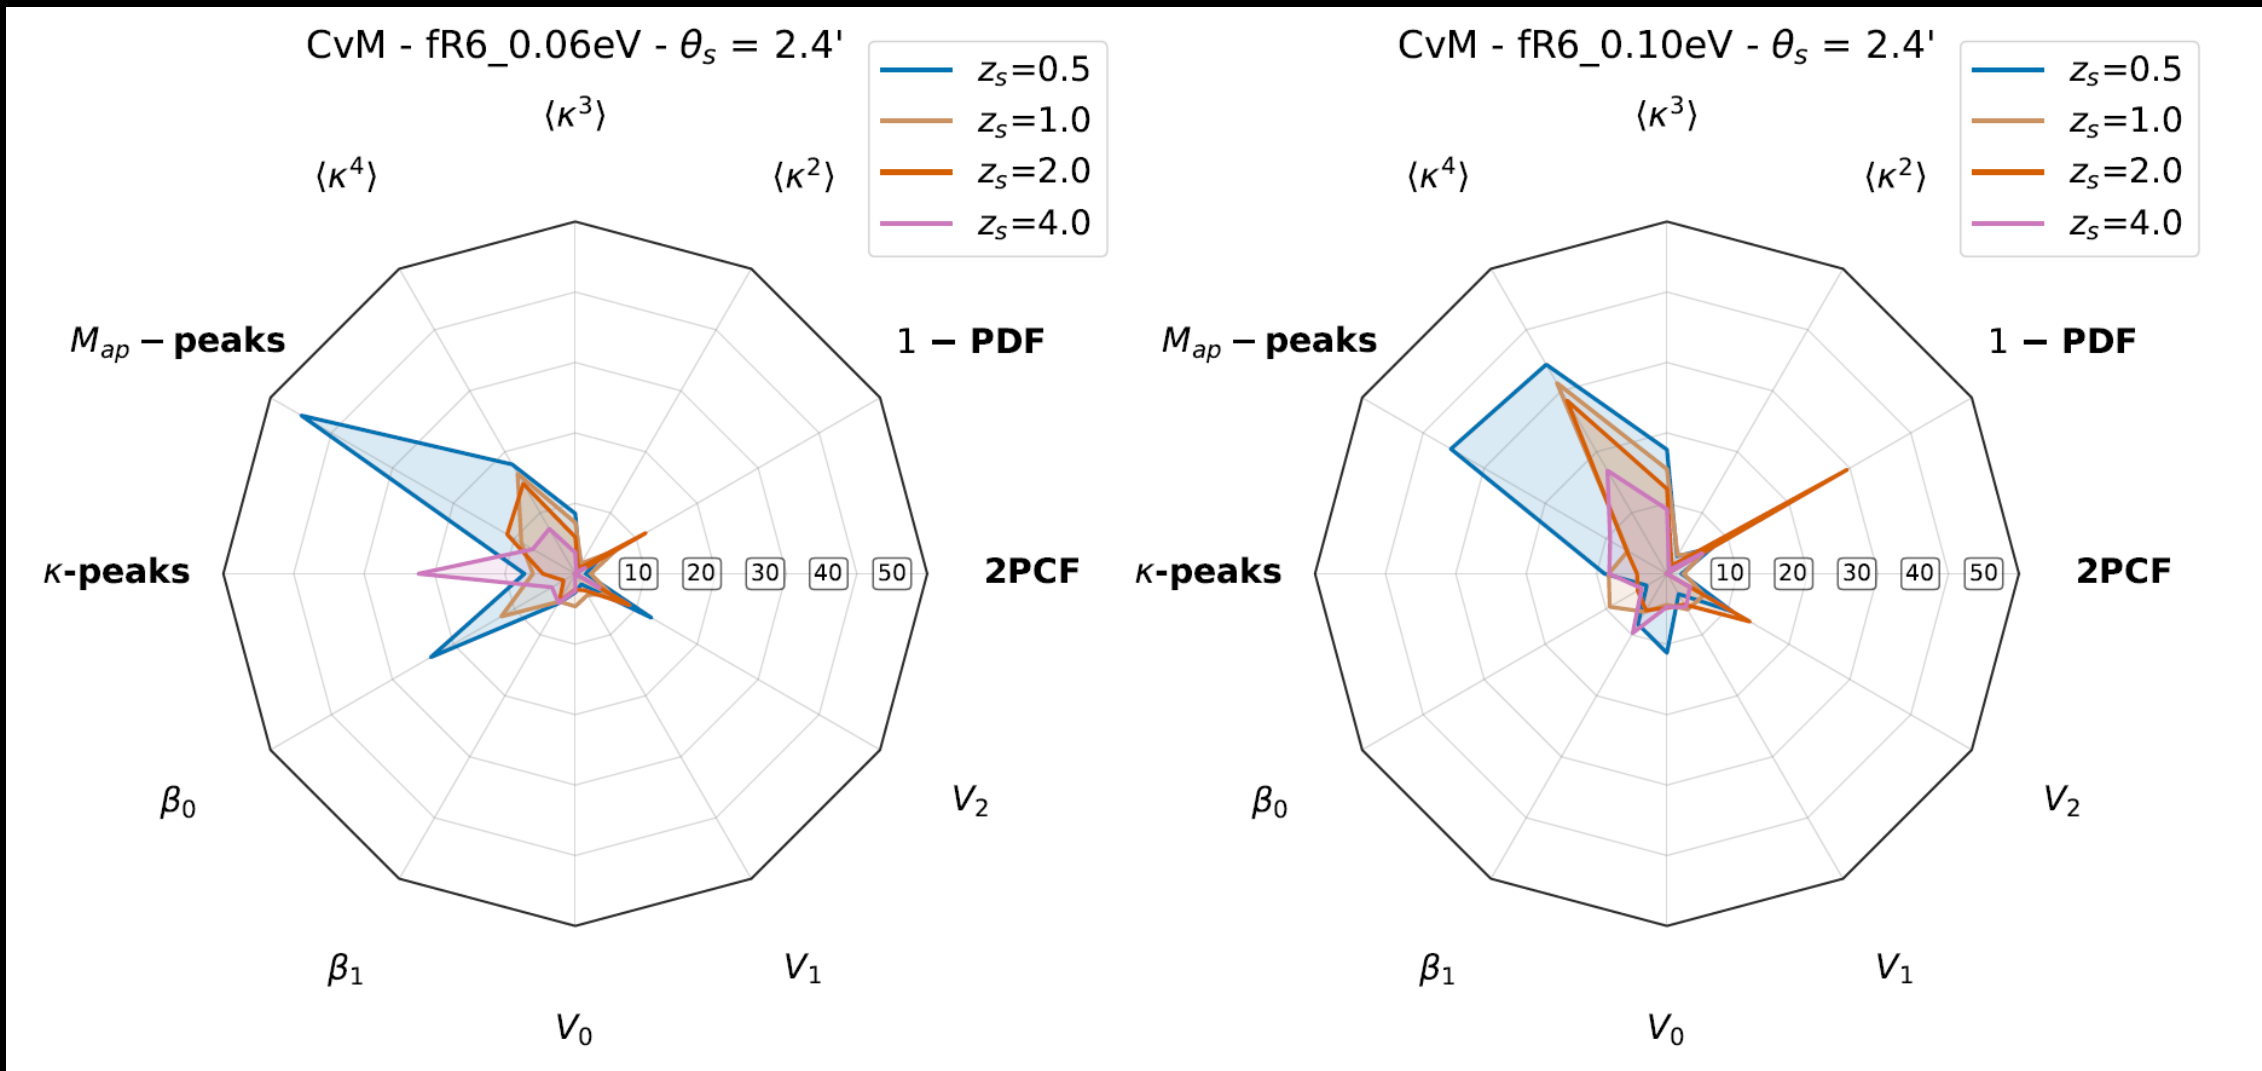 CvM - fR6_0.06eV - θₛ = 2.4'
zₛ=0.5
zₛ=1.0
zₛ=2.0
zₛ=4.0
⟨κ³⟩
⟨κ⁴⟩
⟨κ²⟩
M_ap − peaks
1 − PDF
κ-peaks
10 20 30 40 50
2PCF
β₀
V₂
β₁
V₁
V₀
CvM - fR6_0.10eV - θₛ = 2.4'
zₛ=0.5
zₛ=1.0
zₛ=2.0
zₛ=4.0
⟨κ³⟩
⟨κ⁴⟩
⟨κ²⟩
M_ap − peaks
1 − PDF
κ-peaks
10 20 30 40 50
2PCF
β₀
V₂
β₁
V₁
V₀